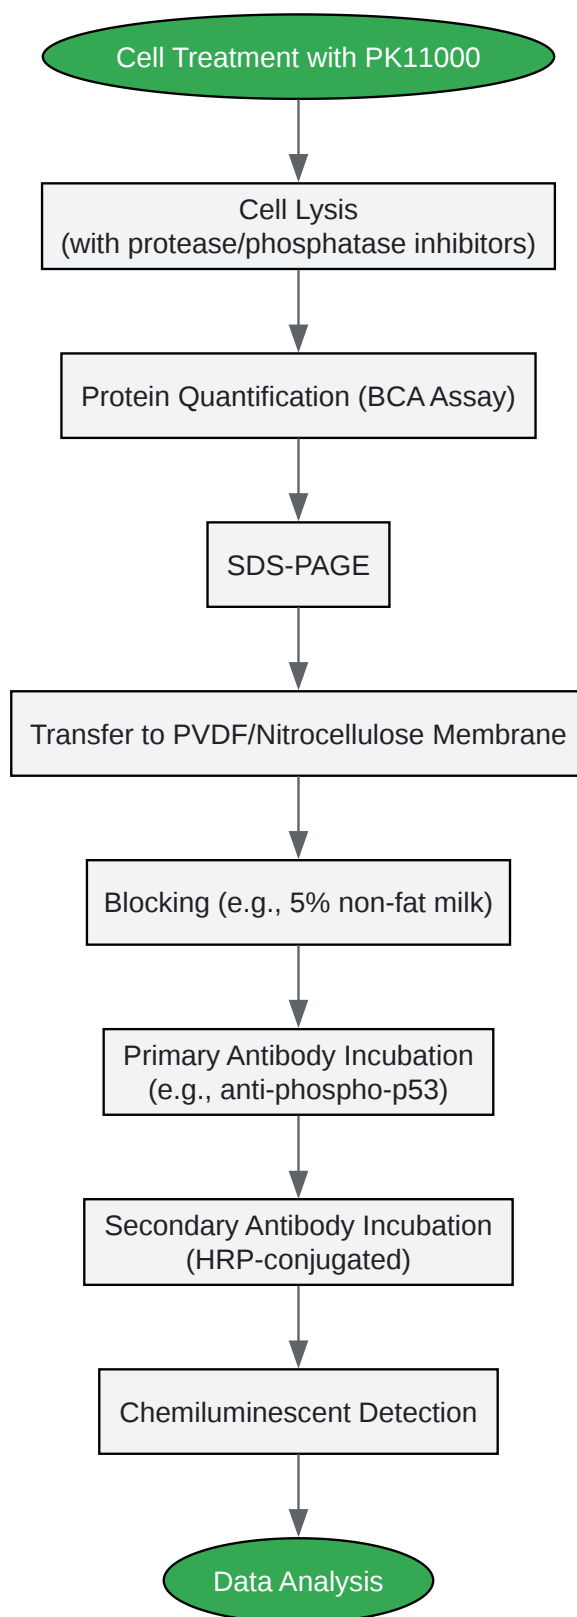 Cell Treatment with PK11000
Cell Lysis
(with protease/phosphatase inhibitors)
Protein Quantification (BCA Assay)
SDS-PAGE
Transfer to PVDF/Nitrocellulose Membrane
Blocking (e.g., 5% non-fat milk)
Primary Antibody Incubation
(e.g., anti-phospho-p53)
Secondary Antibody Incubation
(HRP-conjugated)
Chemiluminescent Detection
Data Analysis